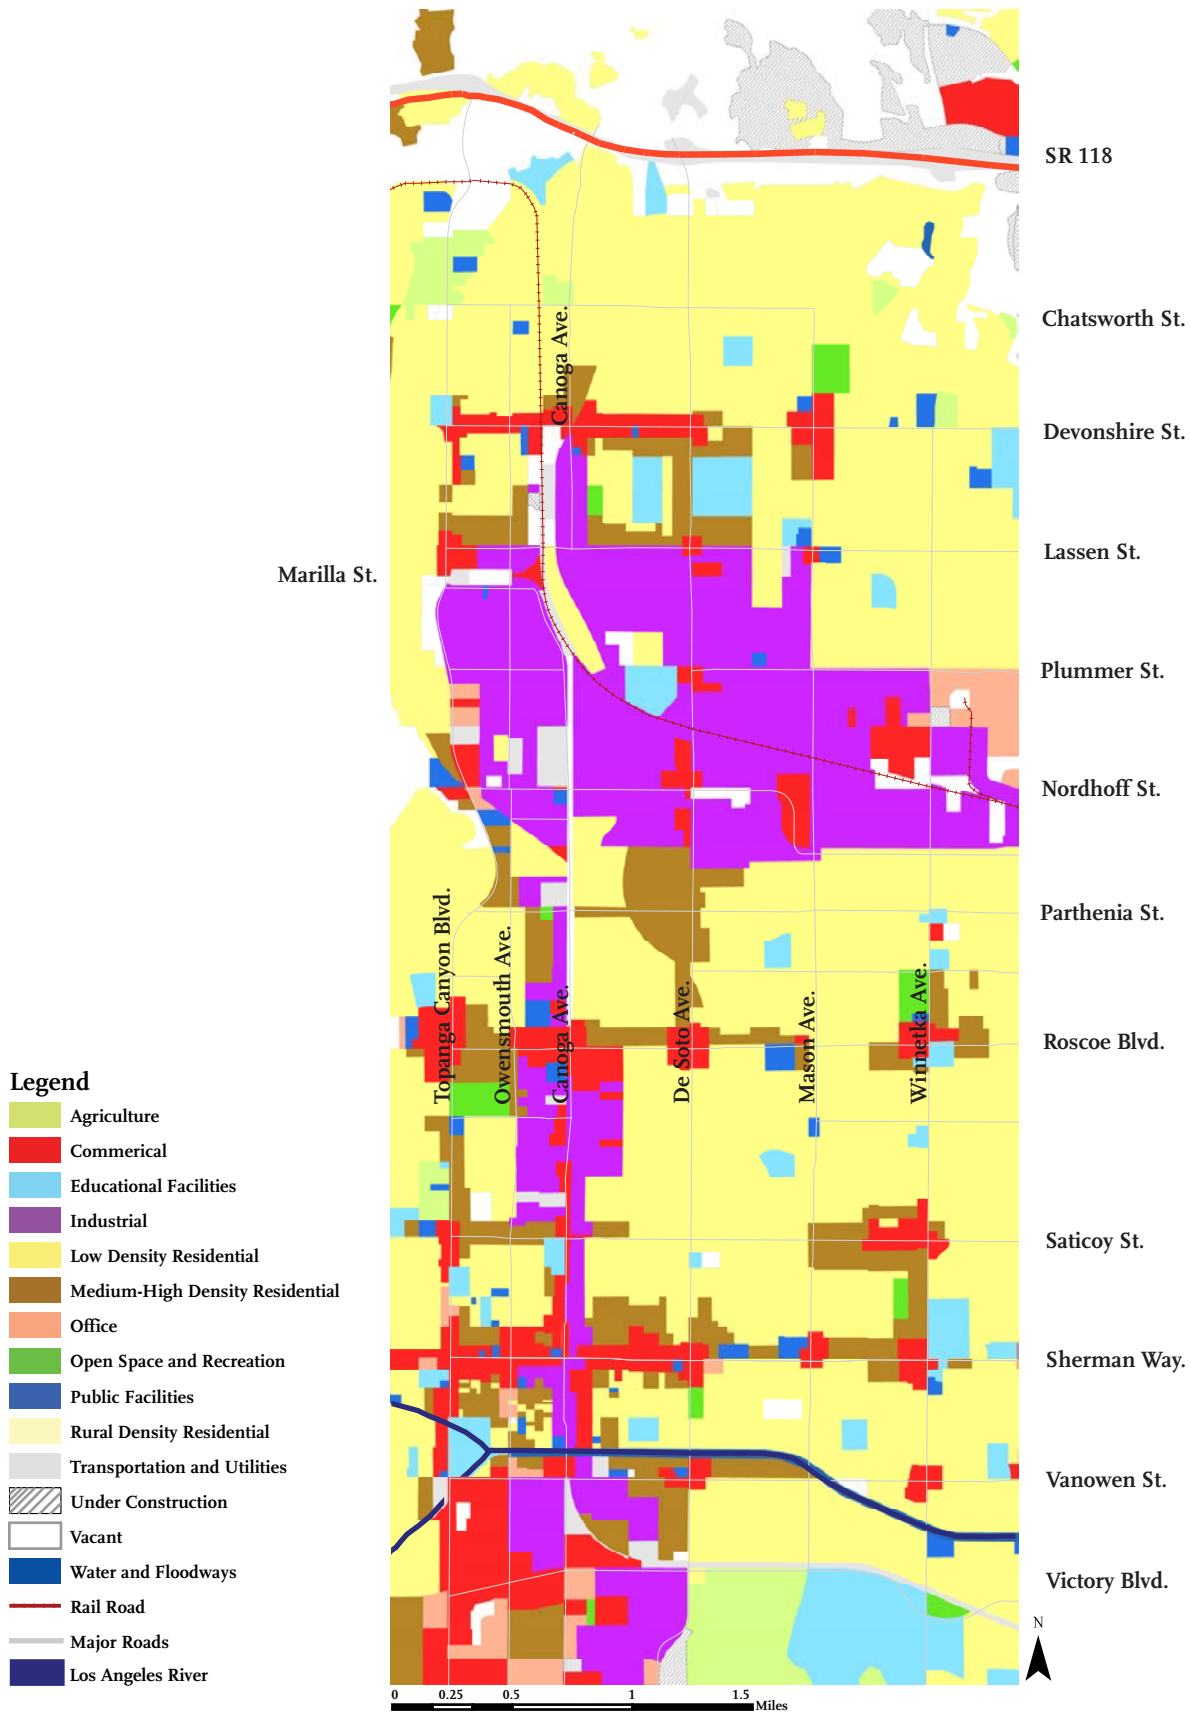 SR 118
Chatsworth St.
Canoga Ave.
Devonshire St.
Lassen St.
Marilla St.
Plummer St.
Nordhoff St.
Parthenia St.
Topanga Canyon Blvd.
Owensmouth Ave.
Canoga Ave.
De Soto Ave.
Mason Ave.
Winnetka Ave.
Roscoe Blvd.
Saticoy St.
Sherman Way.
Vanowen St.
Victory Blvd.
Legend
Agriculture
Commerical
Educational Facilities
Industrial
Low Density Residential
Medium-High Density Residential
Office
Open Space and Recreation
Public Facilities
Rural Density Residential
Transportation and Utilities
Under Construction
Vacant
Water and Floodways
Rail Road
Major Roads
Los Angeles River
N
0 0.25 0.5 1 1.5
Miles